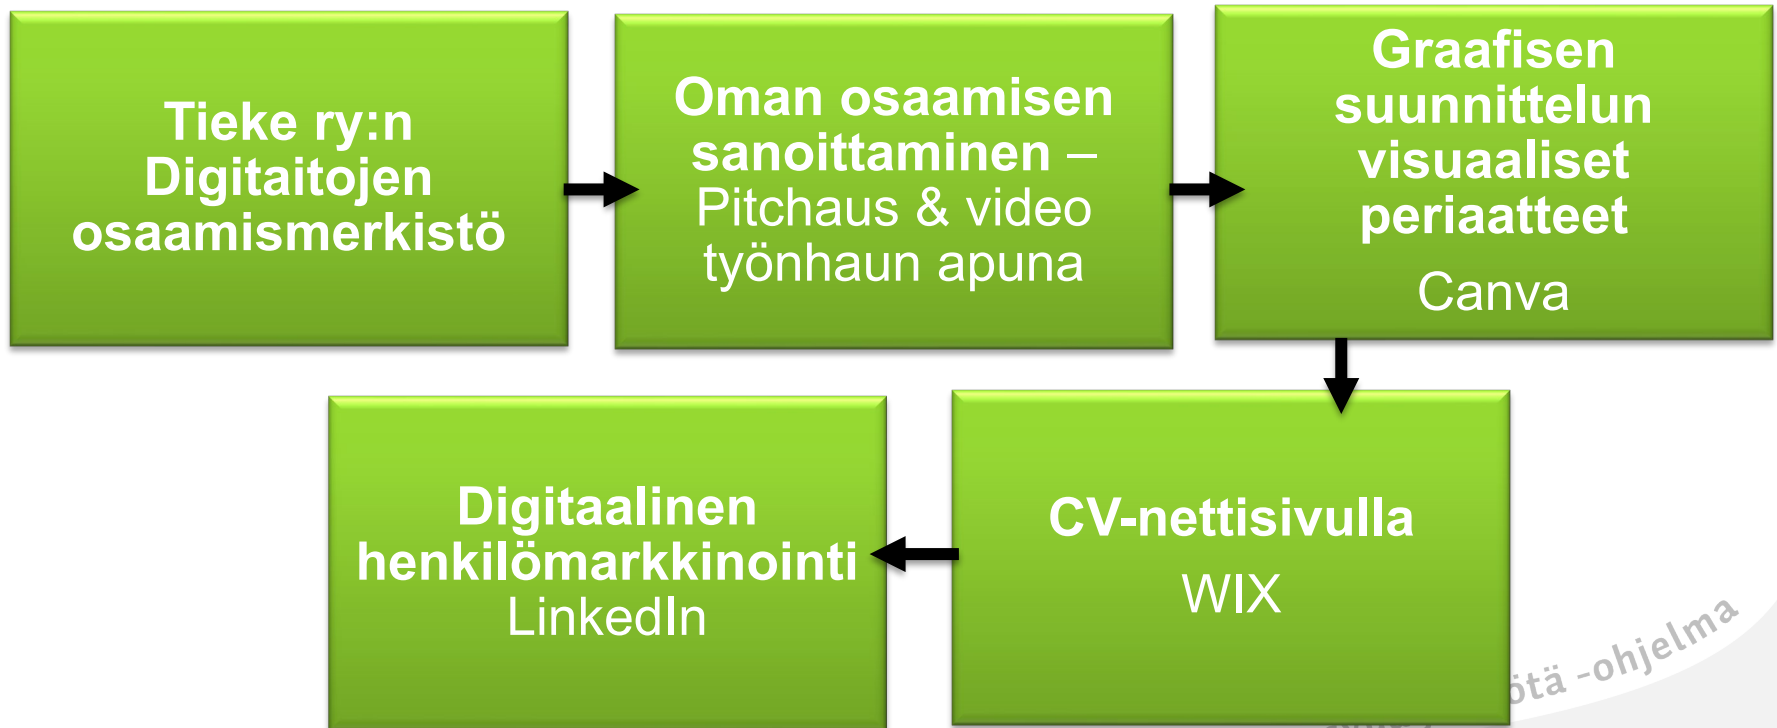 Tieke ry:n
Digitaitojen
osaamismerkistö
Oman osaamisen
sanoittaminen –
Pitchaus & video
työnhaun apuna
Graafisen
suunnittelun
visuaaliset
periaatteet
Canva
Digitaalinen
henkilömarkkinointi
LinkedIn
CV-nettisivulla
WIX
-ohjelma